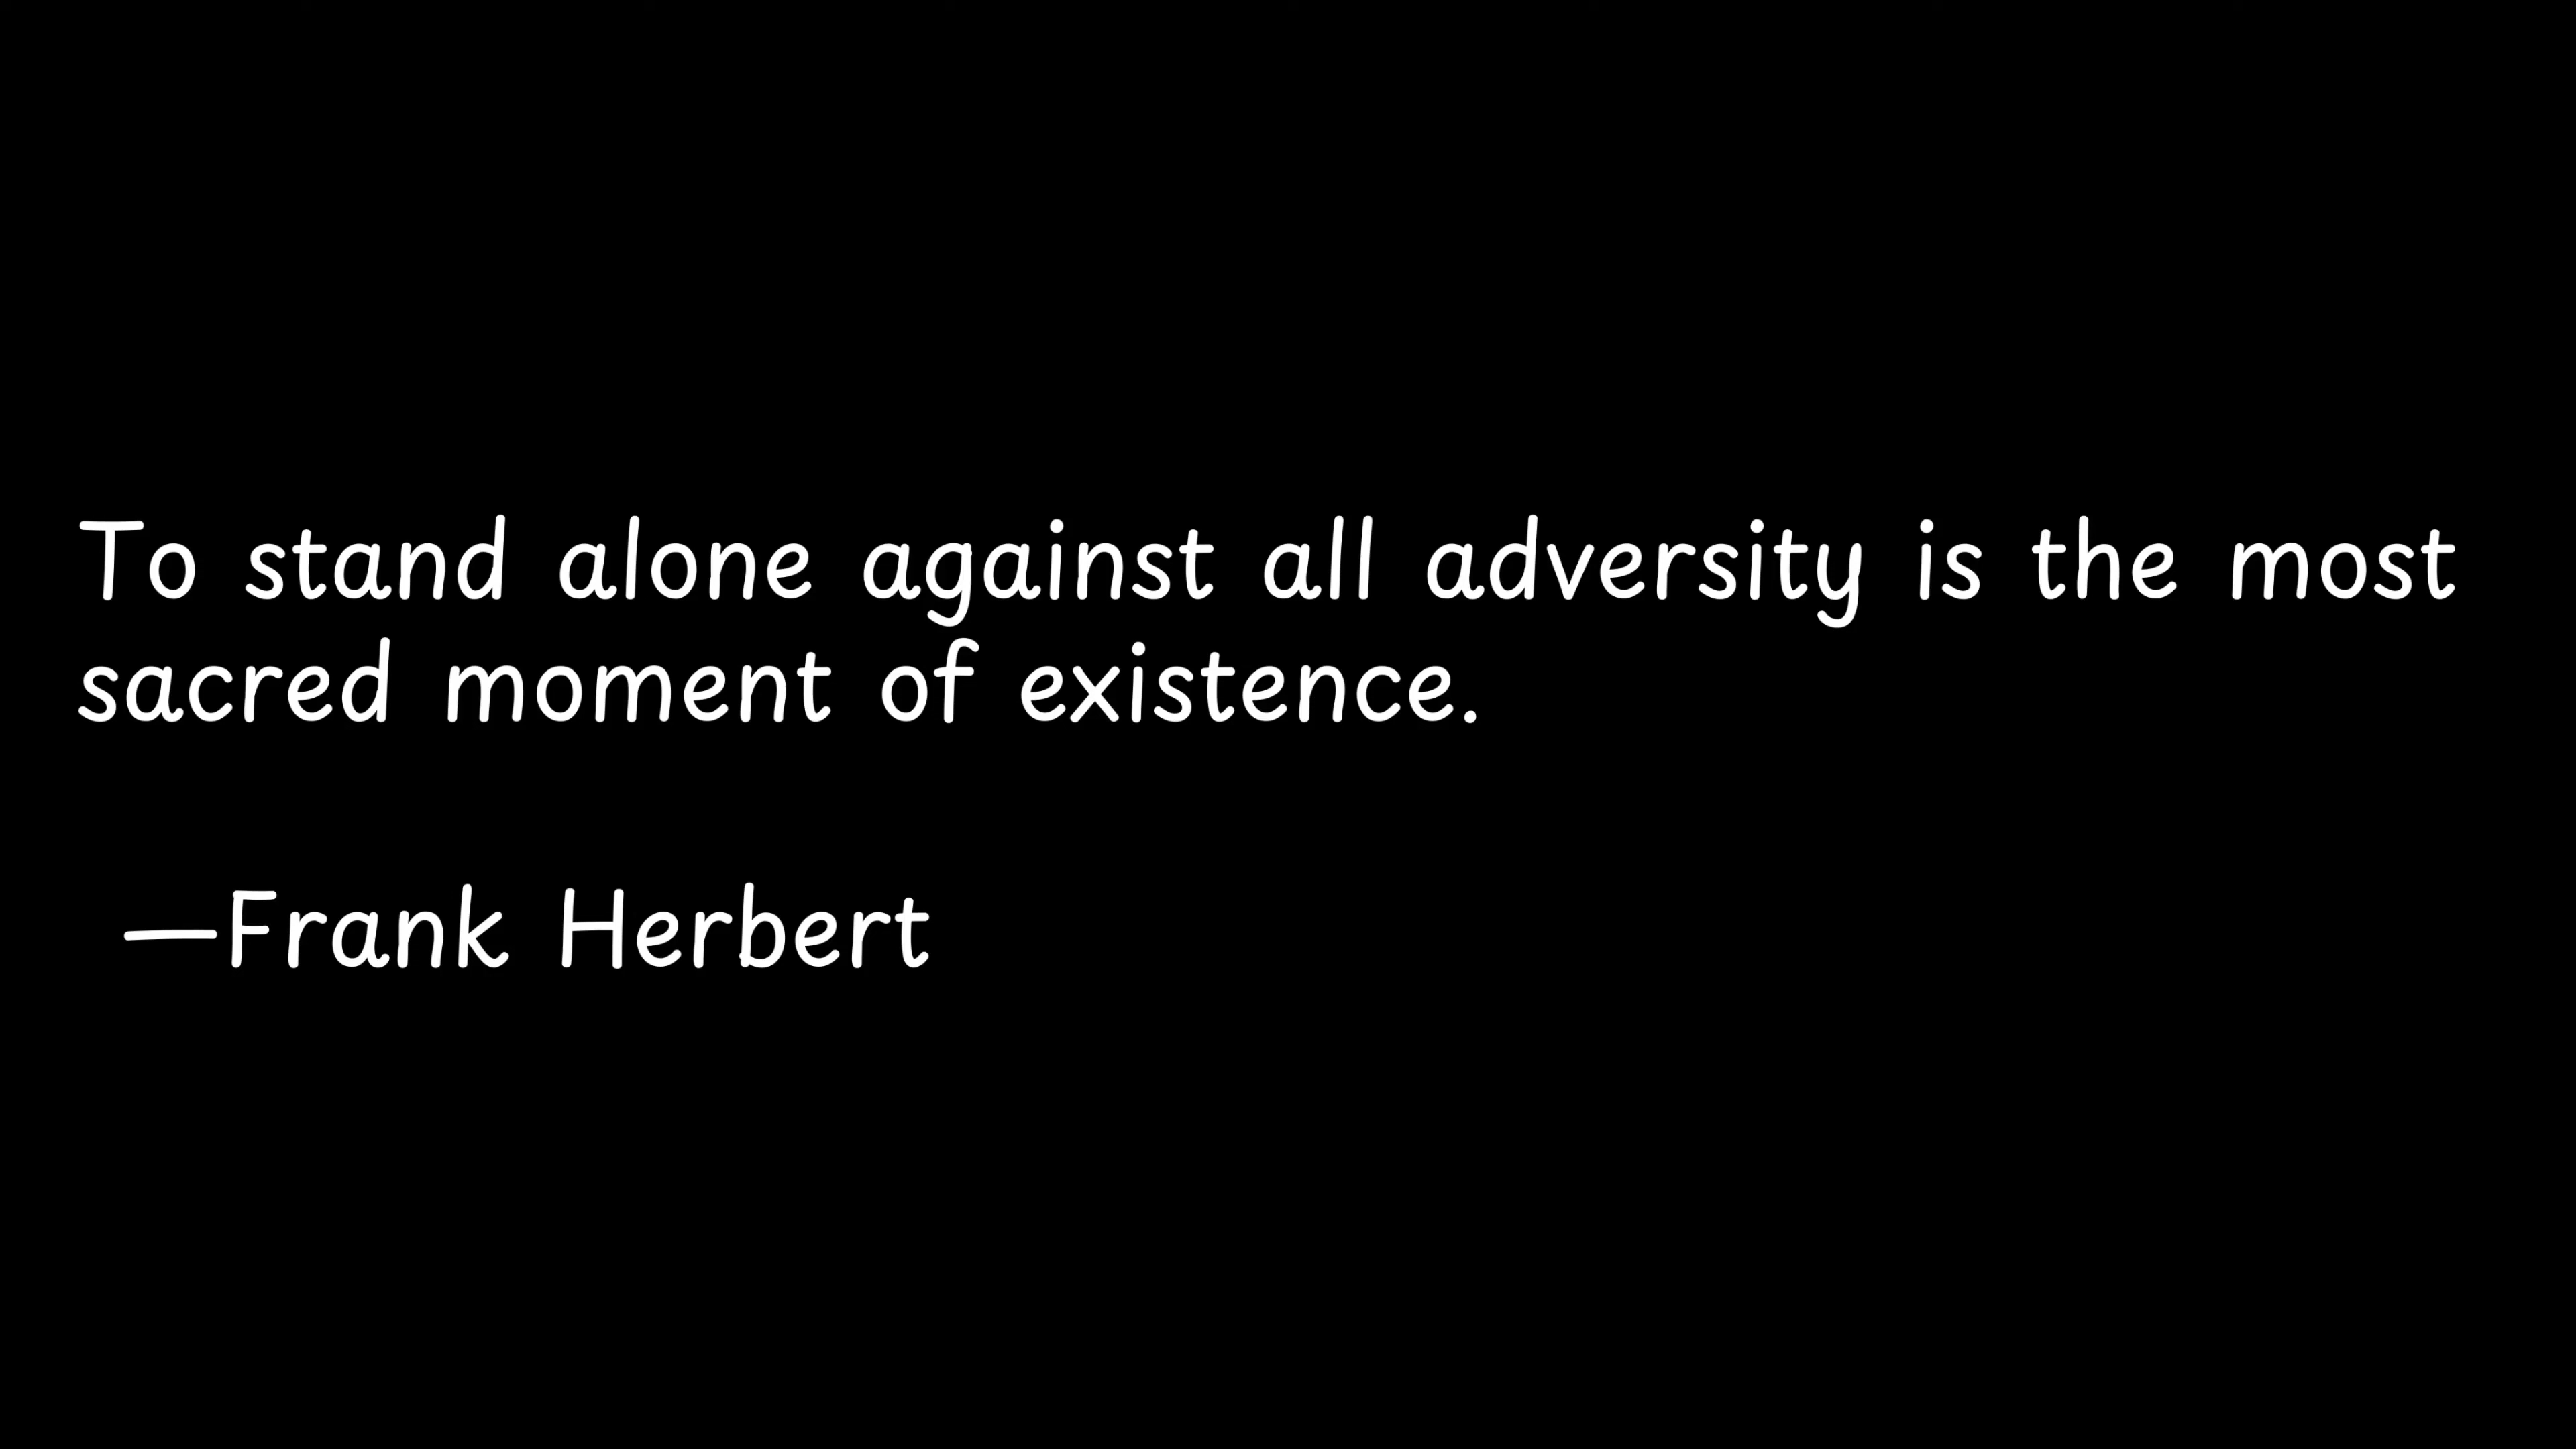 To stand alone against all adversity is the most
sacred moment of existence.
—Frank Herbert